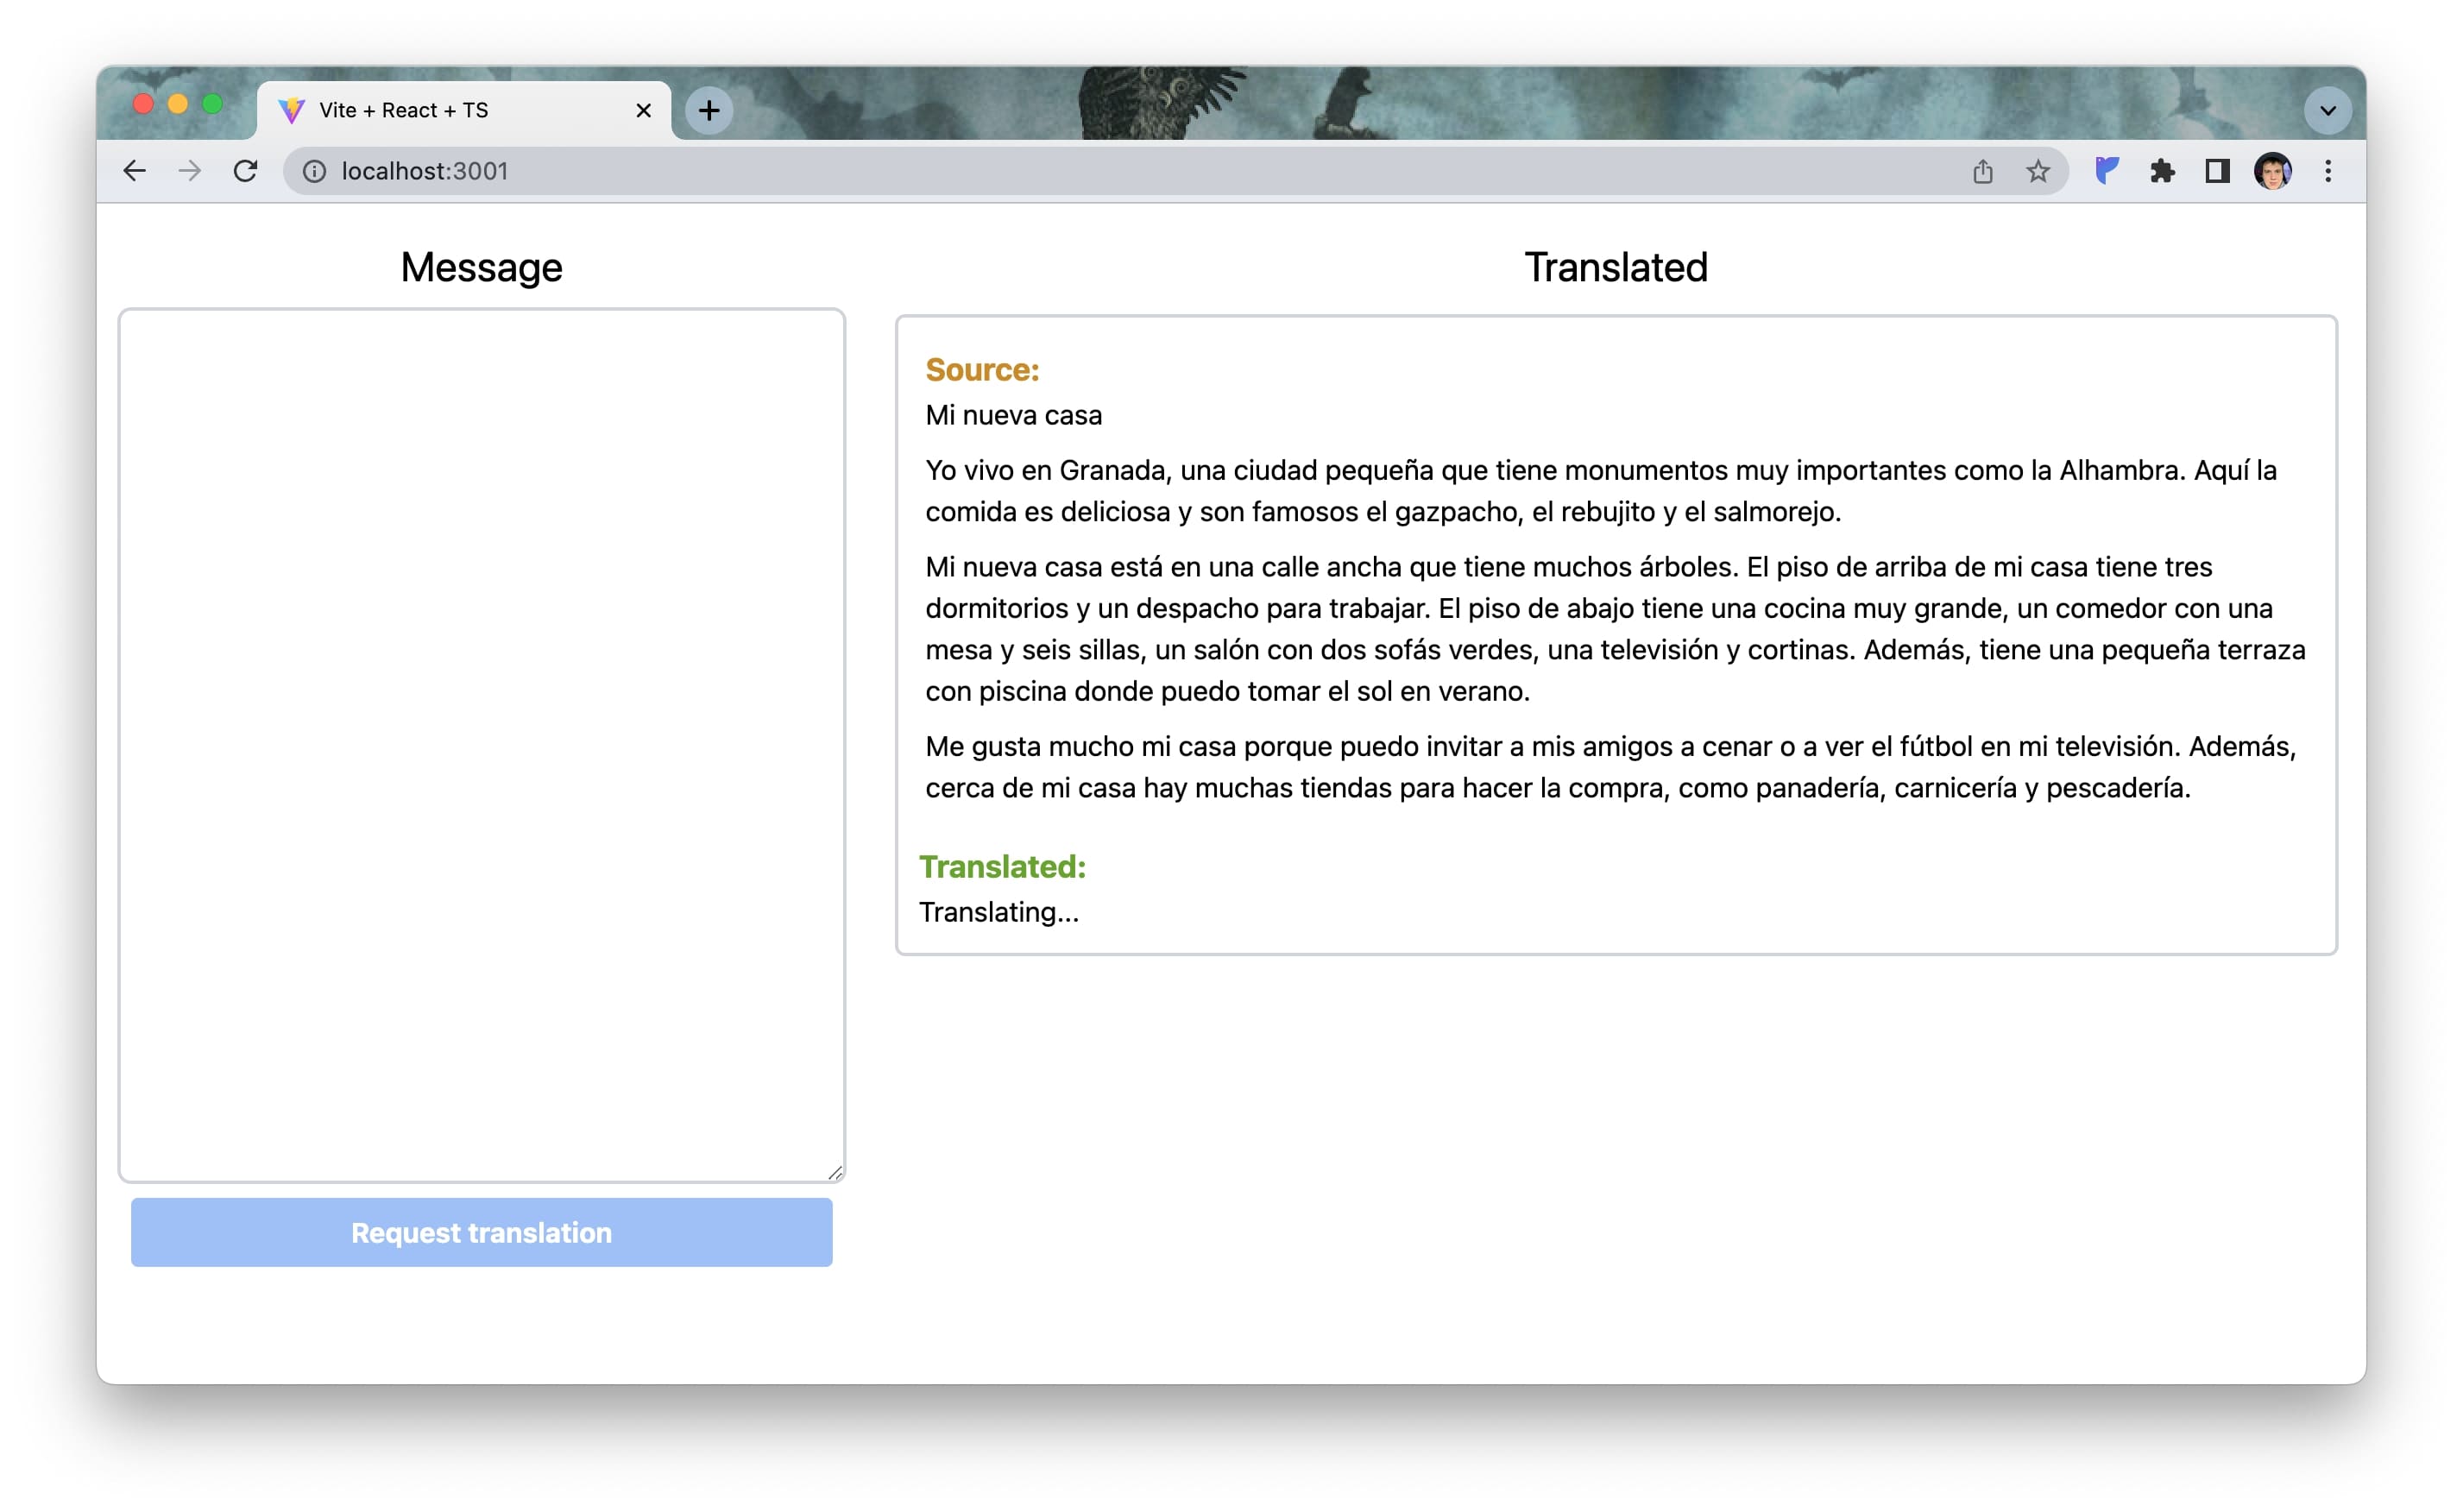 Vite + React + TS
localhost:3001
Message
Request translation
Translated
Source:
Mi nueva casa
Yo vivo en Granada, una ciudad pequeña que tiene monumentos muy importantes como la Alhambra. Aquí la
comida es deliciosa y son famosos el gazpacho, el rebujito y el salmorejo.
Mi nueva casa está en una calle ancha que tiene muchos árboles. El piso de arriba de mi casa tiene tres
dormitorios y un despacho para trabajar. El piso de abajo tiene una cocina muy grande, un comedor con una
mesa y seis sillas, un salón con dos sofás verdes, una televisión y cortinas. Además, tiene una pequeña terraza
con piscina donde puedo tomar el sol en verano.
Me gusta mucho mi casa porque puedo invitar a mis amigos a cenar o a ver el fútbol en mi televisión. Además,
cerca de mi casa hay muchas tiendas para hacer la compra, como panadería, carnicería y pescadería.
Translated:
Translating...